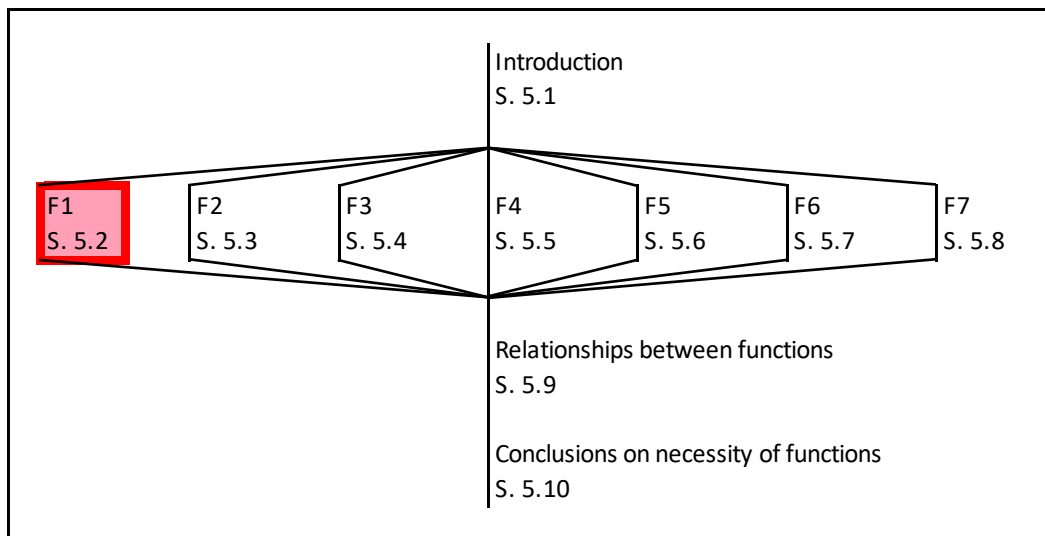 Introduction
S. 5.1
F1
S. 5.2
F2
S. 5.3
F3
S. 5.4
F4
S. 5.5
F5
S. 5.6
F6
S. 5.7
F7
S. 5.8
Relationships between functions
S. 5.9
Conclusions on necessity of functions
S. 5.10